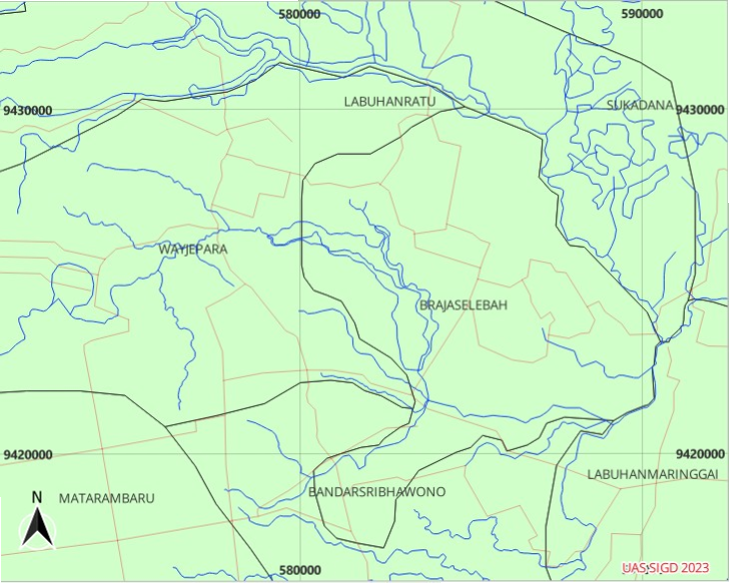 580000
590000
LABUHANRATU
SUKADANA
9430000
9430000
WAYJEPARA
BRAJASELEBAH
9420000
9420000
LABUHANMARINGGAI
BANDARSRIBHAWONO
N
MATARAMBARU
580000
UAS SIGD 2023